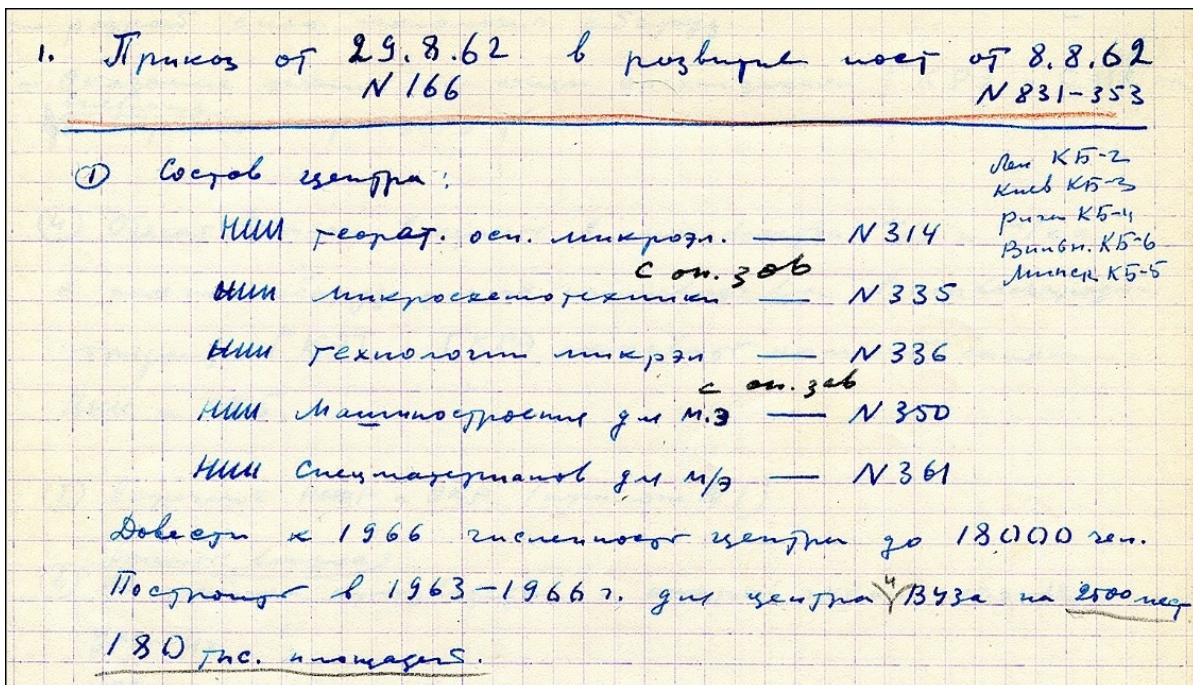 1. Приказ от 29.8.62 в развитие пост от 8.8.62
N 166 N 831-353
① Состав центра:
Лен КБ-2
Киев КБ-3
Рига КБ-4
Вильн. КБ-6
Минск КБ-5
НИИ теорат. осн. микроэл. — N 314
с оп. зав
НИИ микросхемотехники — N 335
НИИ технологии микрэл — N 336
с оп. зав
НИИ Машиностроения для м.э — N 350
НИИ Спецматериалов для м/э — N 361
Довести к 1966 численность центра до 18000 чел.
Построить в 1963-1966 г. для центра и ВУЗа на 2500 мест
180 тыс. площадей.